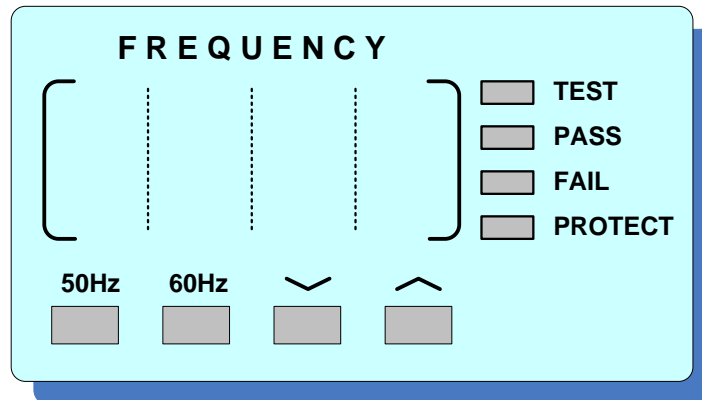 FREQUENCY
TEST
PASS
FAIL
PROTECT
50Hz 60Hz